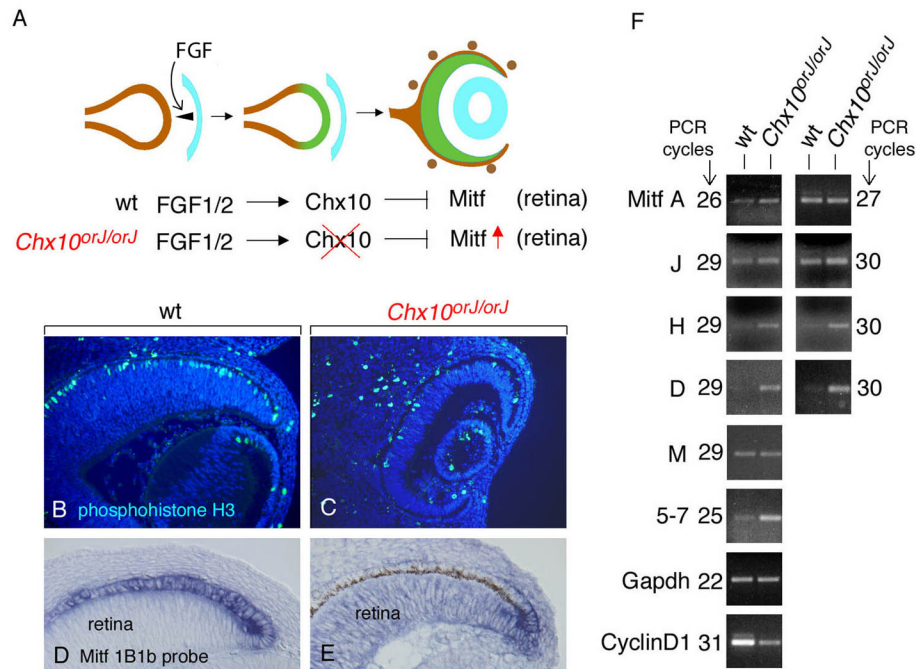 A
FGF
wt FGF1/2 Chx10 Mitf (retina)
Chx10orJ/orJ FGF1/2 Chx10 Mitf (retina)
wt
Chx10orJ/orJ
B phosphohistone H3
C
retina
D Mitf 1B1b probe
retina
E
F
wt Chx10orJ/orJ wt Chx10orJ/orJ
PCR cycles
PCR cycles
Mitf A 26 27
J 29 30
H 29 30
D 29 30
M 29
5-7 25
Gapdh 22
CyclinD1 31